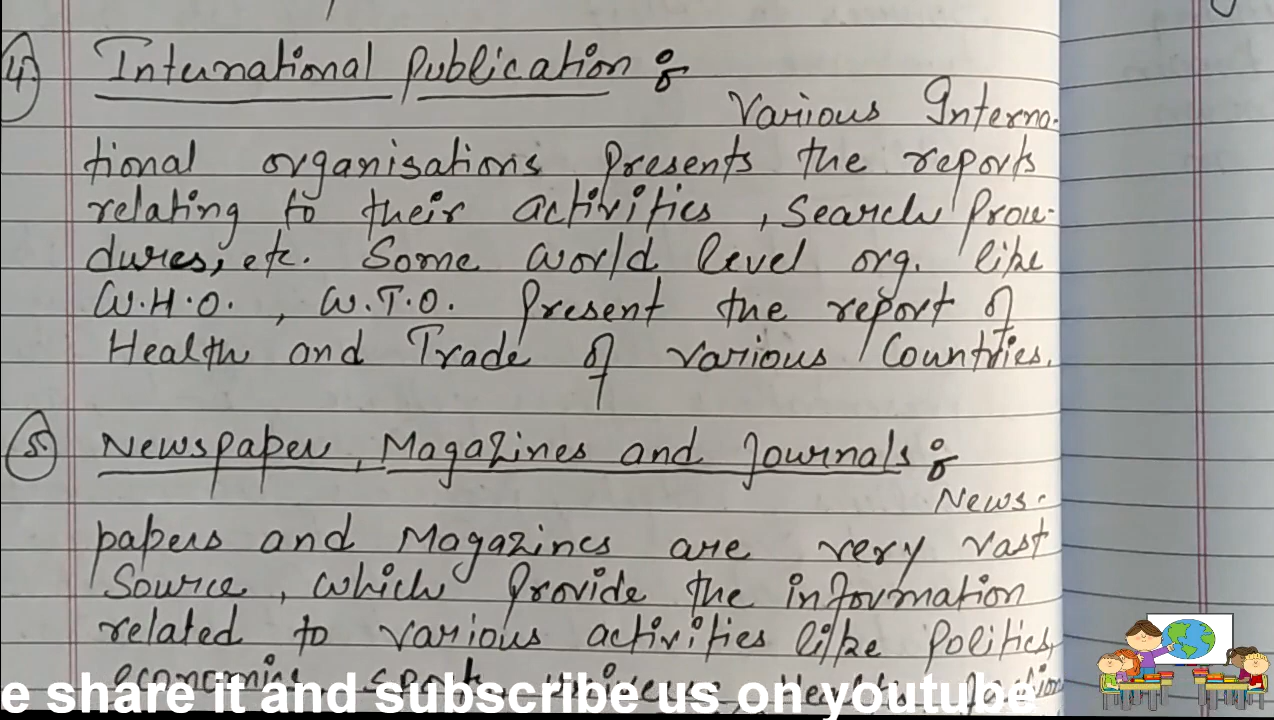 4. International publication :-
Various Interna-
tional organisations presents the reports
relating to their activities, Search Proce-
dures, etc. Some world level org. like
W.H.O., W.T.O. Present the report of
Health and Trade of various Countries.
5. Newspaper, Magazines and Journals :-
News-
papers and Magazines are very vast
Source, which provide the information
related to various activities like Politics,
economics
e share it and subscribe us on youtube